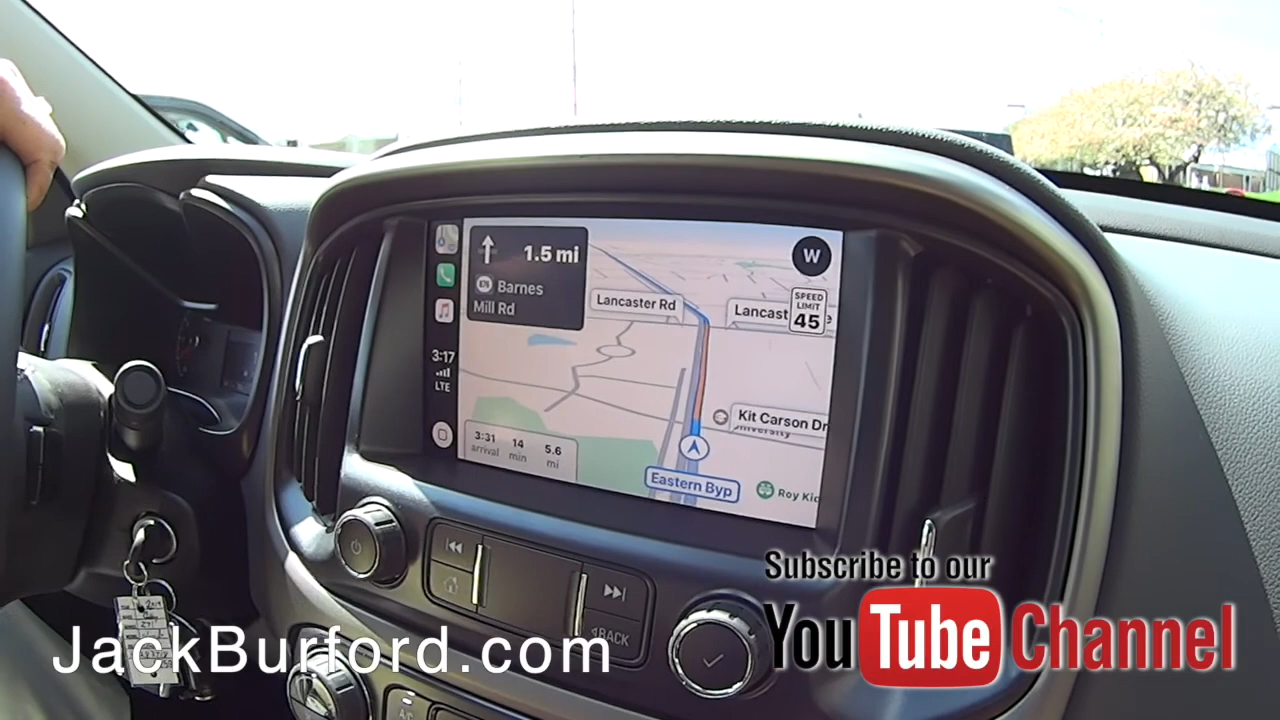 1.5 mi
Barnes
Mill Rd
W
SPEED
LIMIT
45
Lancaster Rd
Lancast
3:17
LTE
Kit Carson Dr
University
3:31 14 5.6
arrival min mi
Eastern Byp
Roy Kid
BACK
A/C
Subscribe to our
YouTube Channel
JackBurford.com